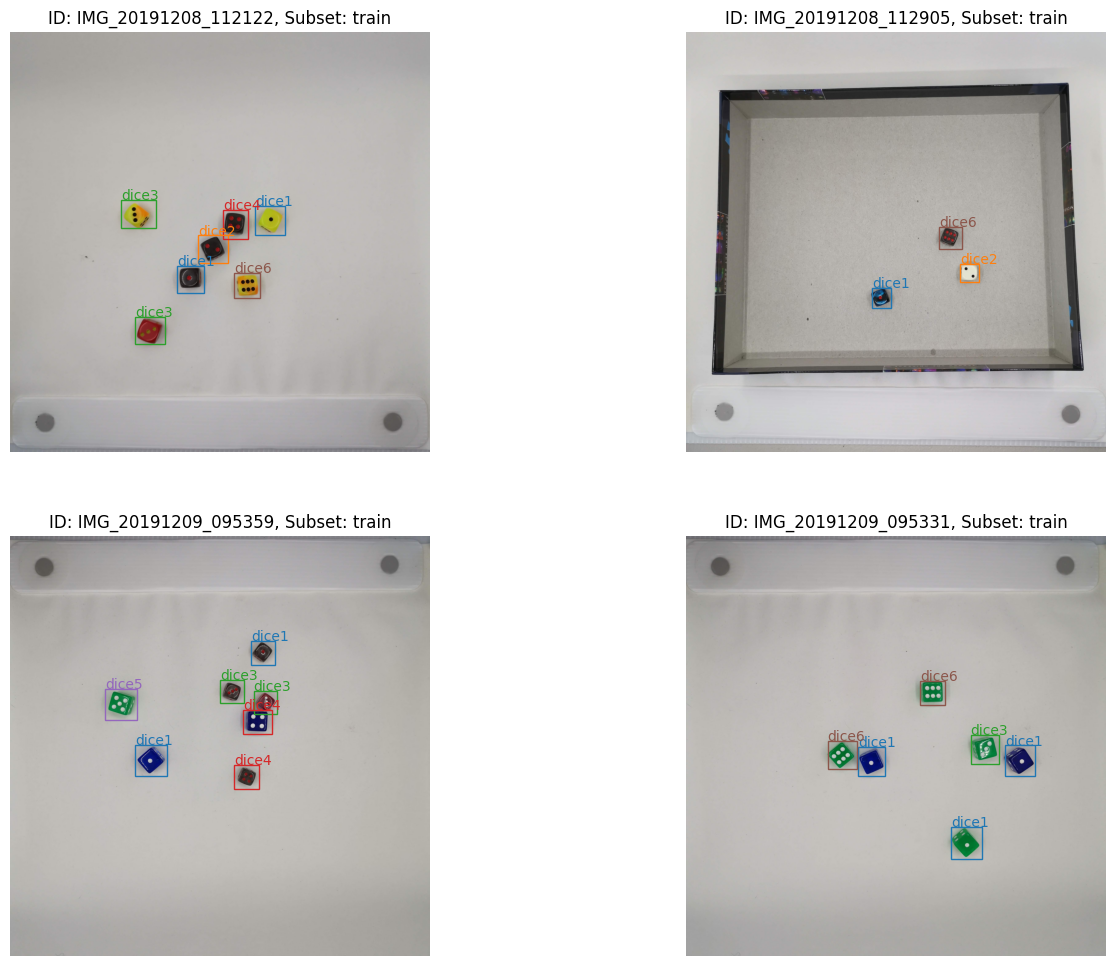 ID: IMG_20191208_112122, Subset: train
dice3
dice4
dice1
dice2
dice1
dice6
dice3
ID: IMG_20191208_112905, Subset: train
dice6
dice2
dice1
ID: IMG_20191209_095359, Subset: train
dice1
dice3
dice5
dice3
dice4
dice1
dice4
ID: IMG_20191209_095331, Subset: train
dice6
dice3
dice6
dice1
dice1
dice1